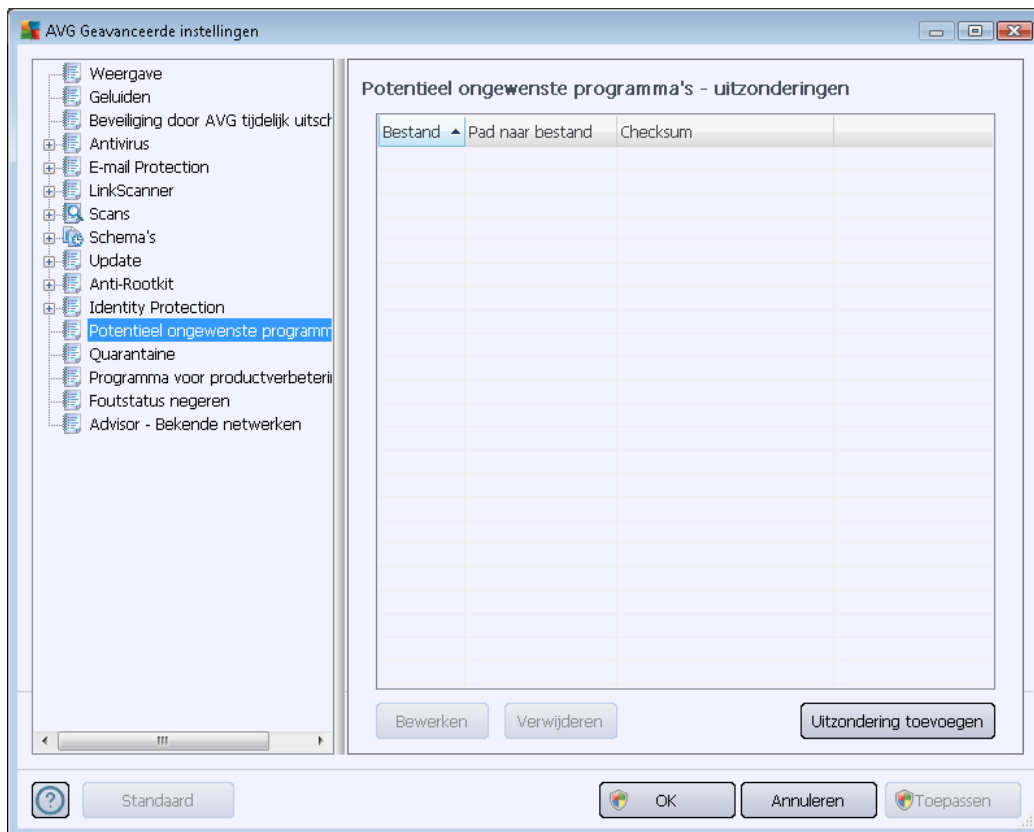 AVG Geavanceerde instellingen
Weergave
Geluiden
Beveiliging door AVG tijdelijk uitsch
Antivirus
E-mail Protection
LinkScanner
Scans
Schema's
Update
Anti-Rootkit
Identity Protection
Potentieel ongewenste programm
Quarantaine
Programma voor productverbeterin
Foutstatus negeren
Advisor - Bekende netwerken
Potentieel ongewenste programma's - uitzonderingen
Bestand Pad naar bestand Checksum
Bewerken Verwijderen Uitzondering toevoegen
? Standaard OK Annuleren Toepassen